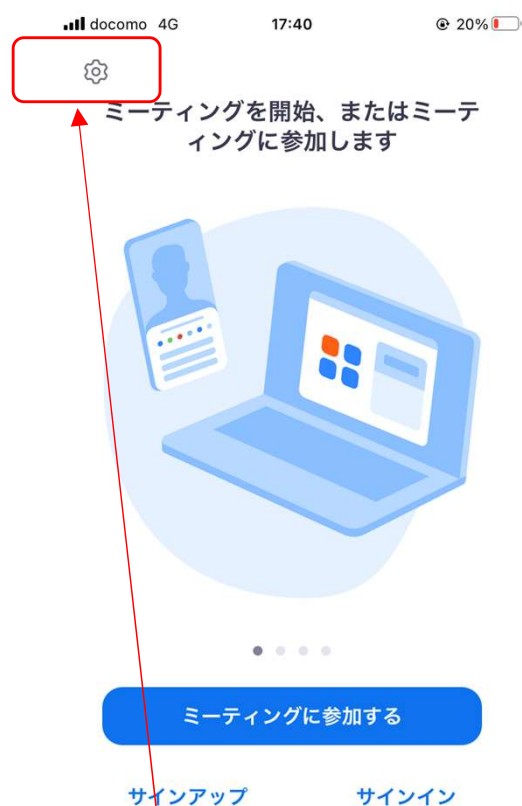 docomo 4G 17:40 20%
ミーティングを開始、またはミーテ
ィングに参加します
ミーティングに参加する
サインアップ サインイン